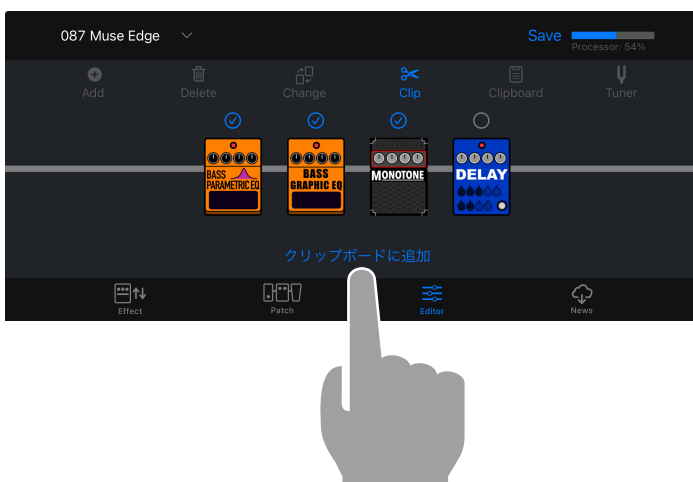 087 Muse Edge
Save
Processor: 54%
Add
Delete
Change
Clip
Clipboard
Tuner
BASS
PARAMETRIC EQ
BASS
GRAPHIC EQ
MONOTONE
DELAY
クリップボードに追加
Effect
Patch
Editor
News